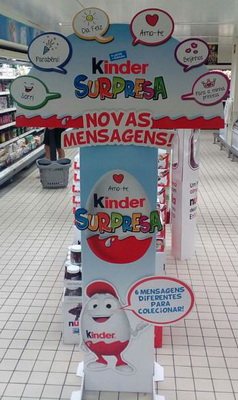 Dia Feliz
Amo-te
Parabéns!
Beijinhos
Sorri
Para a minha princesa
Kinder
SURPRESA
NOVAS
MENSAGENS!
Amo-te
Kinder
SURPRESA
6 MENSAGENS
DIFERENTES
PARA
COLECIONAR!
Kinder